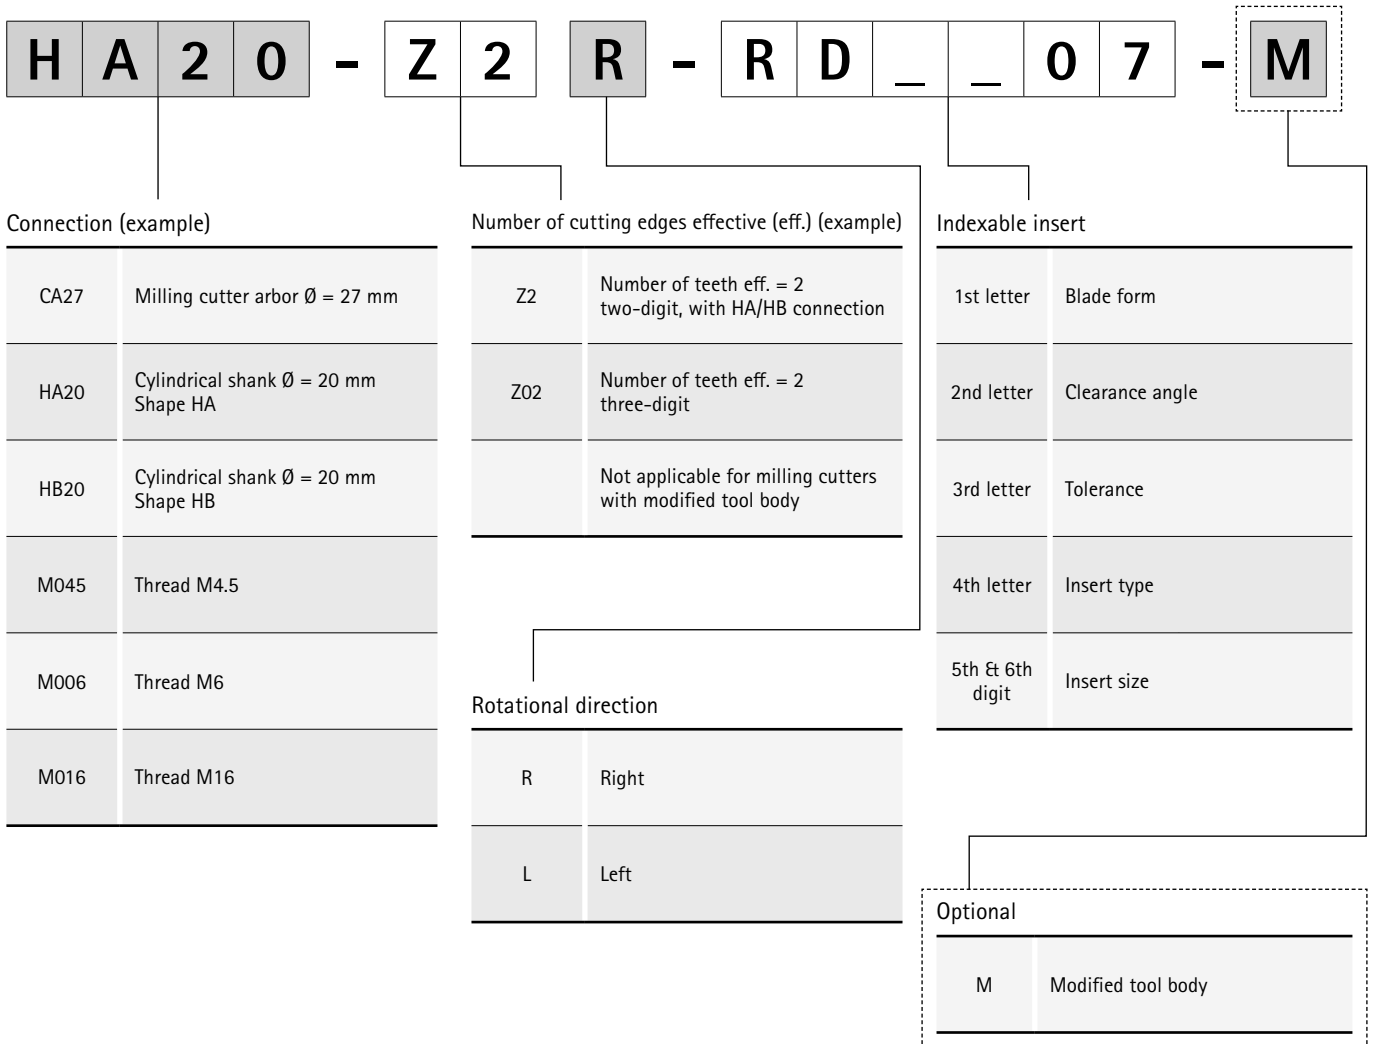 HA20 - Z2 R - RD__07 - M
Connection (example)
CA27 Milling cutter arbor Ø = 27 mm
HA20 Cylindrical shank Ø = 20 mm
Shape HA
HB20 Cylindrical shank Ø = 20 mm
Shape HB
M045 Thread M4.5
M006 Thread M6
M016 Thread M16
Number of cutting edges effective (eff.) (example)
Z2 Number of teeth eff. = 2
two-digit, with HA/HB connection
Z02 Number of teeth eff. = 2
three-digit
Not applicable for milling cutters
with modified tool body
Rotational direction
R Right
L Left
Indexable insert
1st letter Blade form
2nd letter Clearance angle
3rd letter Tolerance
4th letter Insert type
5th & 6th
digit Insert size
Optional
M Modified tool body